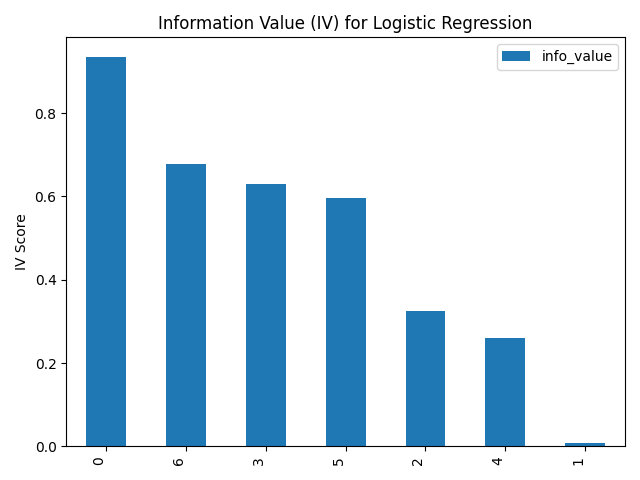 Information Value (IV) for Logistic Regression
info_value
IV Score
0.8
0.6
0.4
0.2
0.0
0 6 3 5 2 4 1